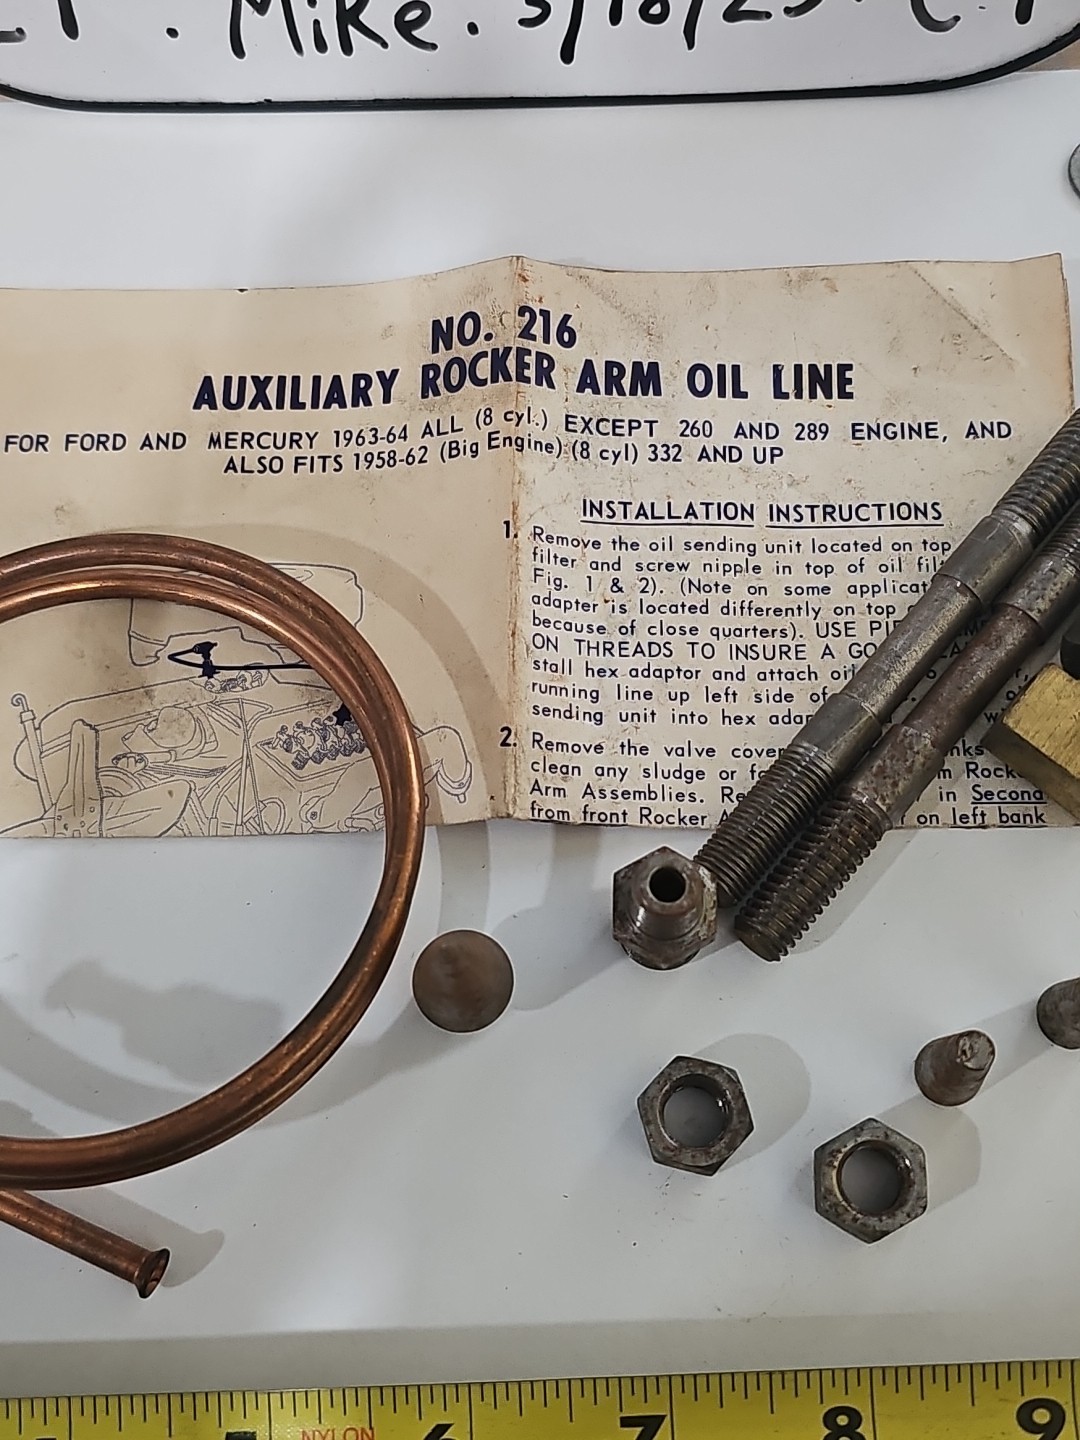 Mike. 3/18/23.
NO. 216
AUXILIARY ROCKER ARM OIL LINE
FOR FORD AND MERCURY 1963-64 ALL (8 cyl.) EXCEPT 260 AND 289 ENGINE, AND
ALSO FITS 1958-62 (Big Engine) (8 cyl) 332 AND UP
INSTALLATION INSTRUCTIONS
1. Remove the oil sending unit located on top
filter and screw nipple in top of oil
Fig. 1 & 2). (Note on some
adapter is located differently on top
because of close quarters). USE
ON THREADS TO INSURE A
stall hex adaptor and attach
running line up left side of
sending unit into hex
2. Remove the valve
clean any sludge or
Arm Assemblies. in Second
from front Rocker on left bank
NYLON
6 7 8 9